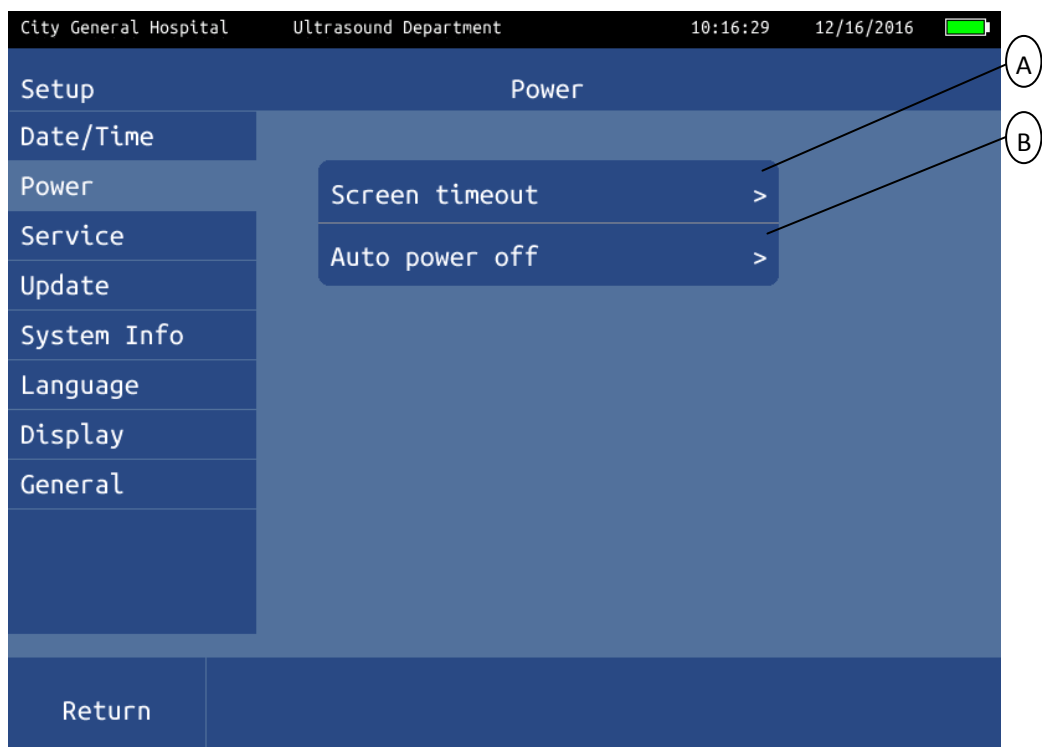 City General Hospital Ultrasound Department 10:16:29 12/16/2016
A
Setup Power
Date/Time
B
Power
Screen timeout >
Service
Auto power off >
Update
System Info
Language
Display
General
Return